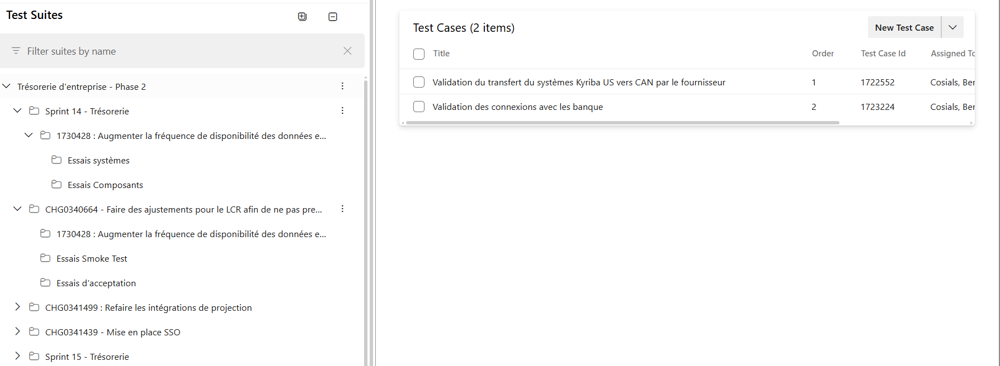 Test Suites
Filter suites by name
Trésorerie d'entreprise - Phase 2
Sprint 14 - Trésorerie
1730428 : Augmenter la fréquence de disponibilité des données e...
Essais systèmes
Essais Composants
CHG0340664 - Faire des ajustements pour le LCR afin de ne pas pre...
1730428 : Augmenter la fréquence de disponibilité des données e...
Essais Smoke Test
Essais d'acceptation
CHG0341499 : Refaire les intégrations de projection
CHG0341439 - Mise en place SSO
Sprint 15 - Trésorerie
Test Cases (2 items)
New Test Case
Title Order Test Case Id Assigned To
Validation du transfert du systèmes Kyriba US vers CAN par le fournisseur 1 1722552 Cosials, Ber
Validation des connexions avec les banque 2 1723224 Cosials, Ber